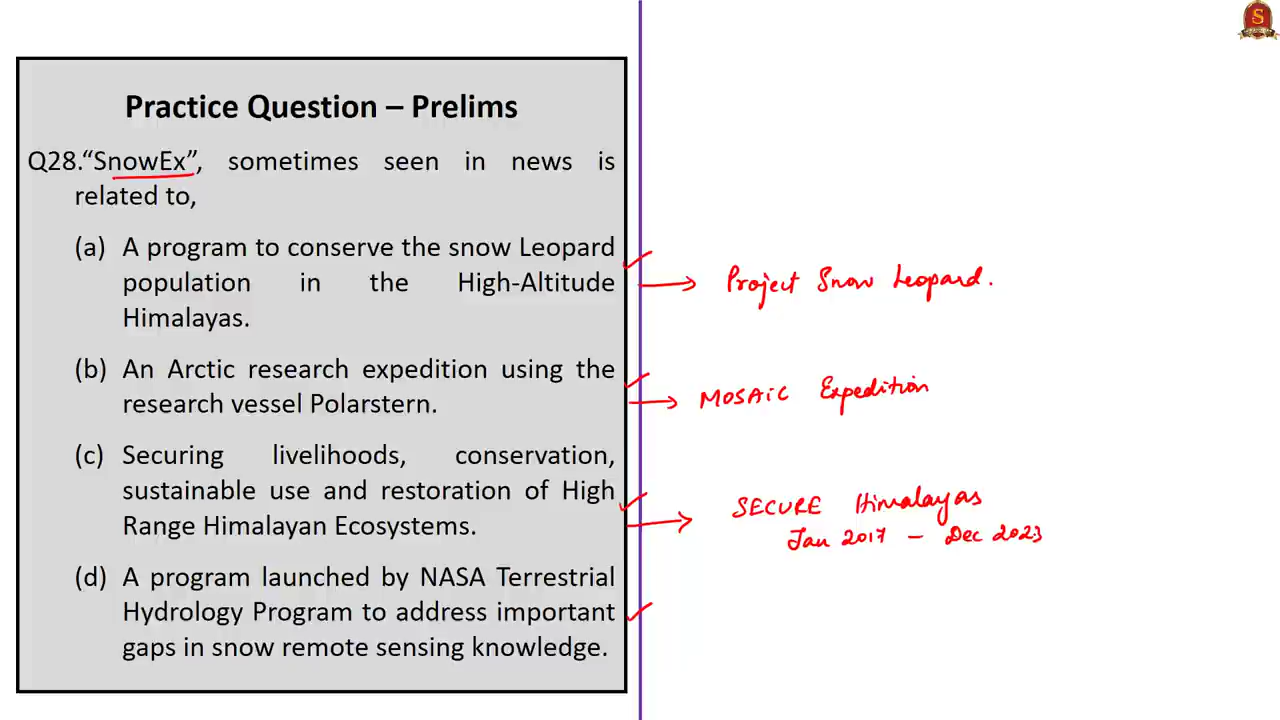 Practice Question – Prelims
Q28.“SnowEx”, sometimes seen in news is
related to,
(a) A program to conserve the snow Leopard
population in the High-Altitude
Himalayas.
Project Snow Leopard.
(b) An Arctic research expedition using the
research vessel Polarstern.
MOSAiC Expedition
(c) Securing livelihoods, conservation,
sustainable use and restoration of High
Range Himalayan Ecosystems.
SECURE Himalayas
Jan 2017 – Dec 2023
(d) A program launched by NASA Terrestrial
Hydrology Program to address important
gaps in snow remote sensing knowledge.
S